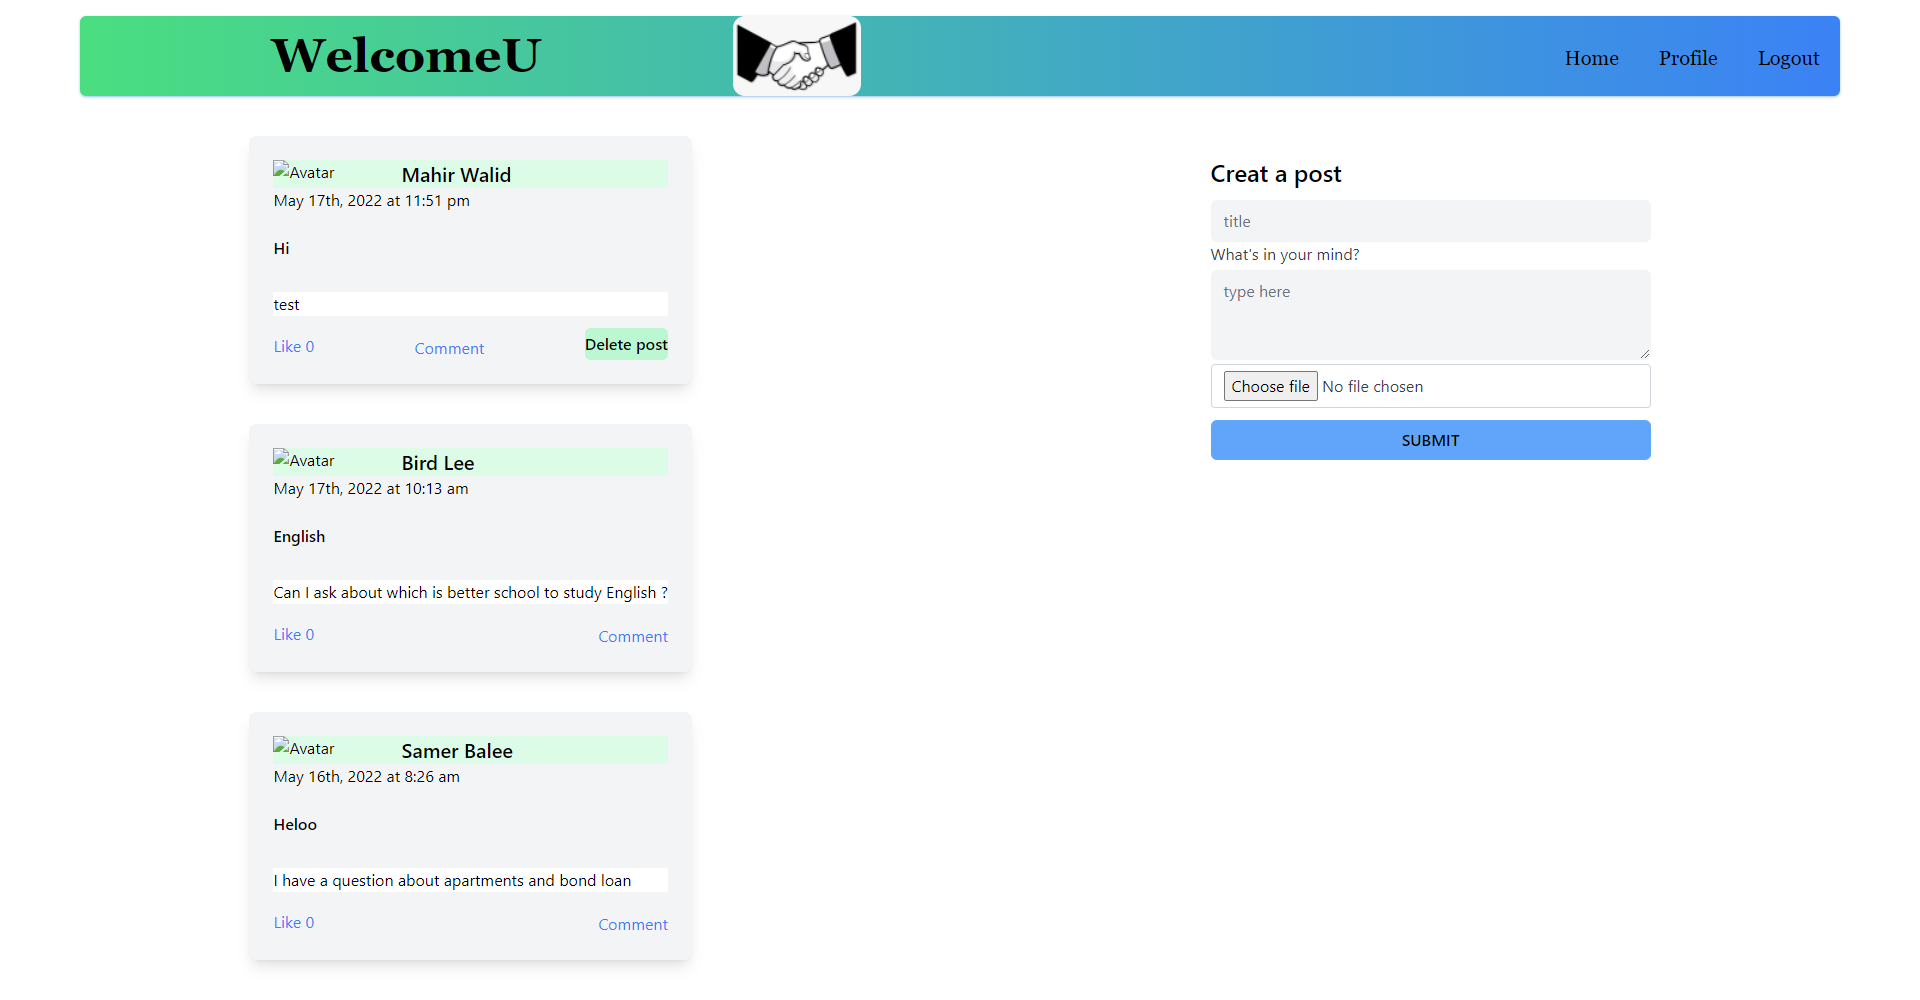 WelcomeU
Home Profile Logout
Avatar Mahir Walid
May 17th, 2022 at 11:51 pm
Hi
test
Like 0 Comment Delete post
Avatar Bird Lee
May 17th, 2022 at 10:13 am
English
Can I ask about which is better school to study English ?
Like 0 Comment
Avatar Samer Balee
May 16th, 2022 at 8:26 am
Heloo
I have a question about apartments and bond loan
Like 0 Comment
Creat a post
title
What's in your mind?
type here
Choose file No file chosen
SUBMIT